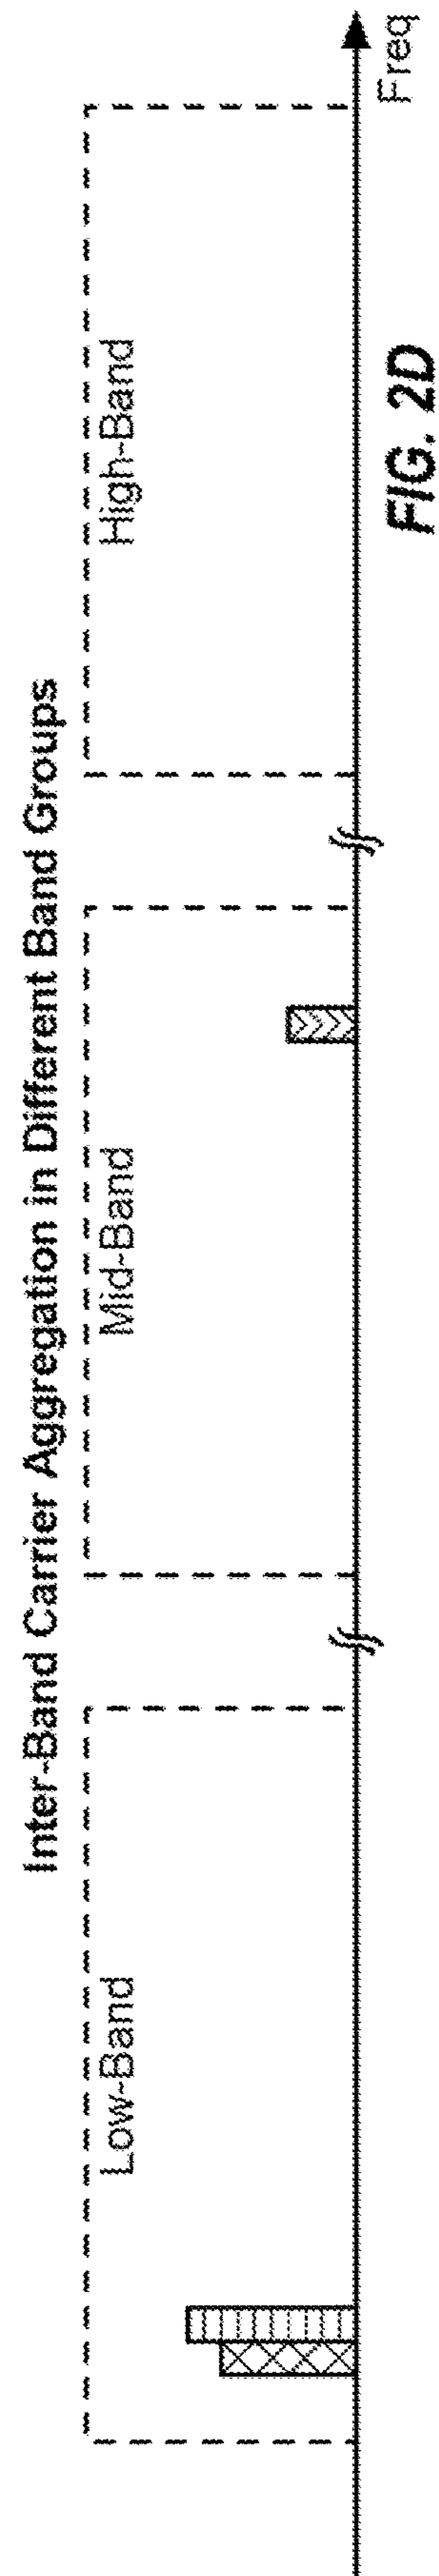 Inter-Band Carrier Aggregation in Different Band Groups
Low-Band
Mid-Band
High-Band
Freq
FIG. 2D